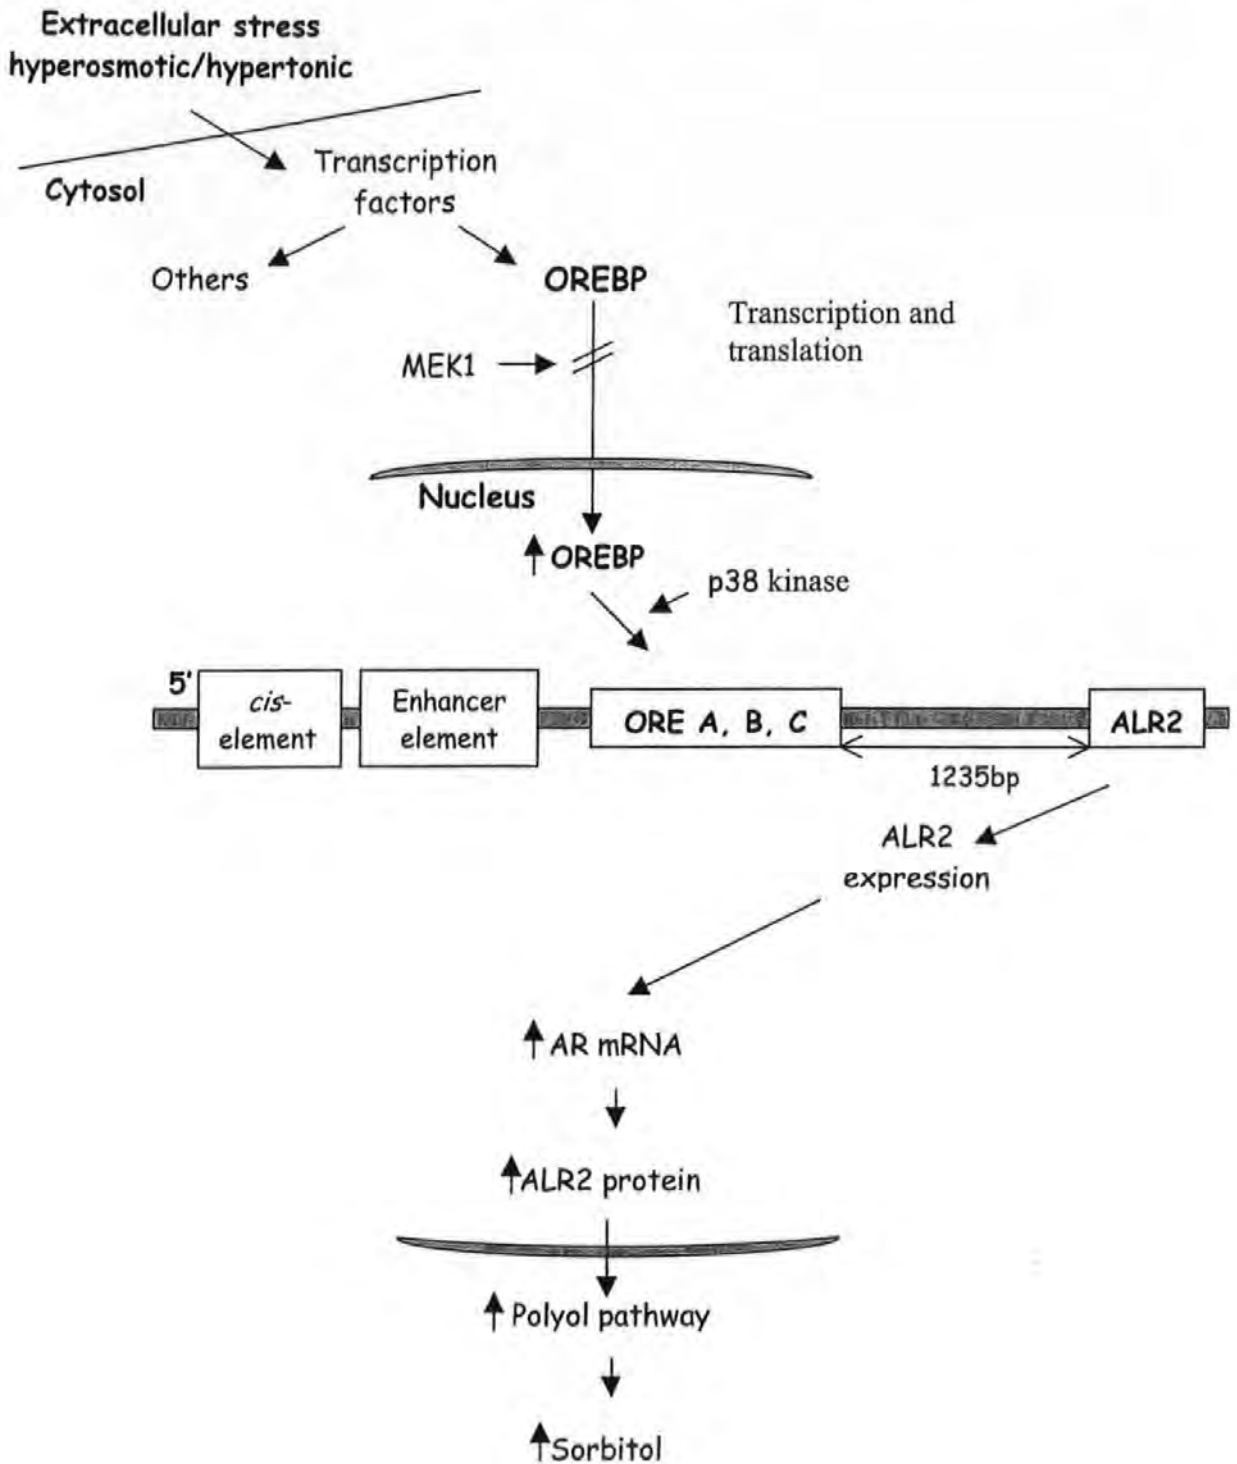 Extracellular stress
hyperosmotic/hypertonic
Cytosol
Transcription
factors
Others
OREBP
Transcription and
translation
MEK1
Nucleus
OREBP
p38 kinase
5'
cis-
element
Enhancer
element
ORE A, B, C
ALR2
1235bp
ALR2
expression
AR mRNA
ALR2 protein
Polyol pathway
Sorbitol